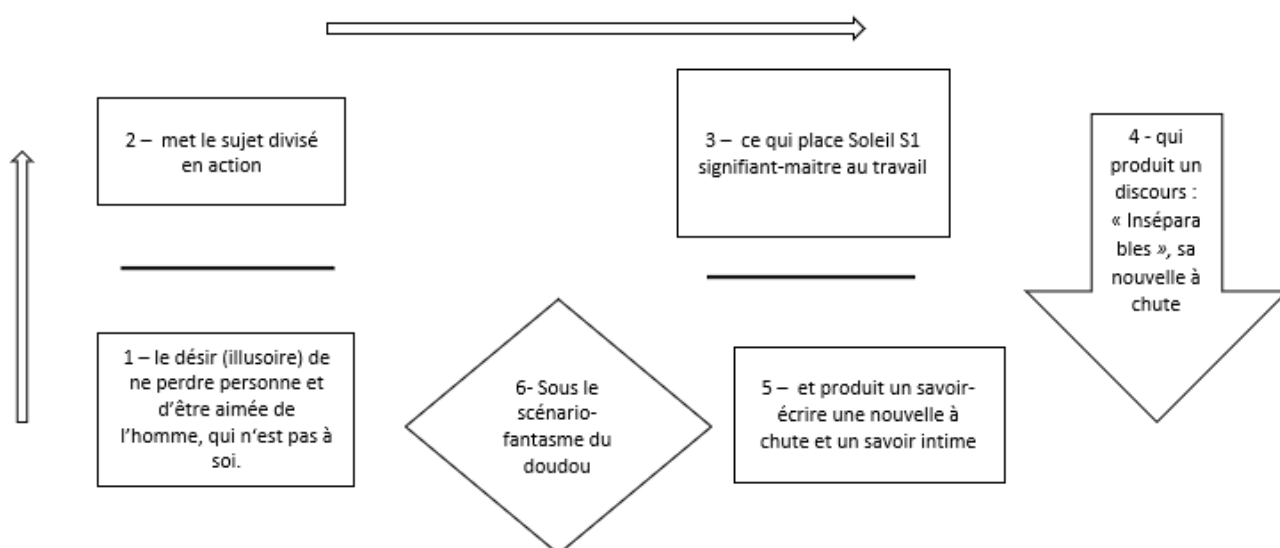 2 – met le sujet divisé
en action
3 – ce qui place Soleil S1
signifiant-maitre au travail
4 - qui
produit un
discours :
« Insépara
bles », sa
nouvelle à
chute
1 – le désir (illusoire) de
ne perdre personne et
d’être aimée de
l’homme, qui n‘est pas à
soi.
6- Sous le
scénario-
fantasme du
doudou
5 – et produit un savoir-
écrire une nouvelle à
chute et un savoir intime